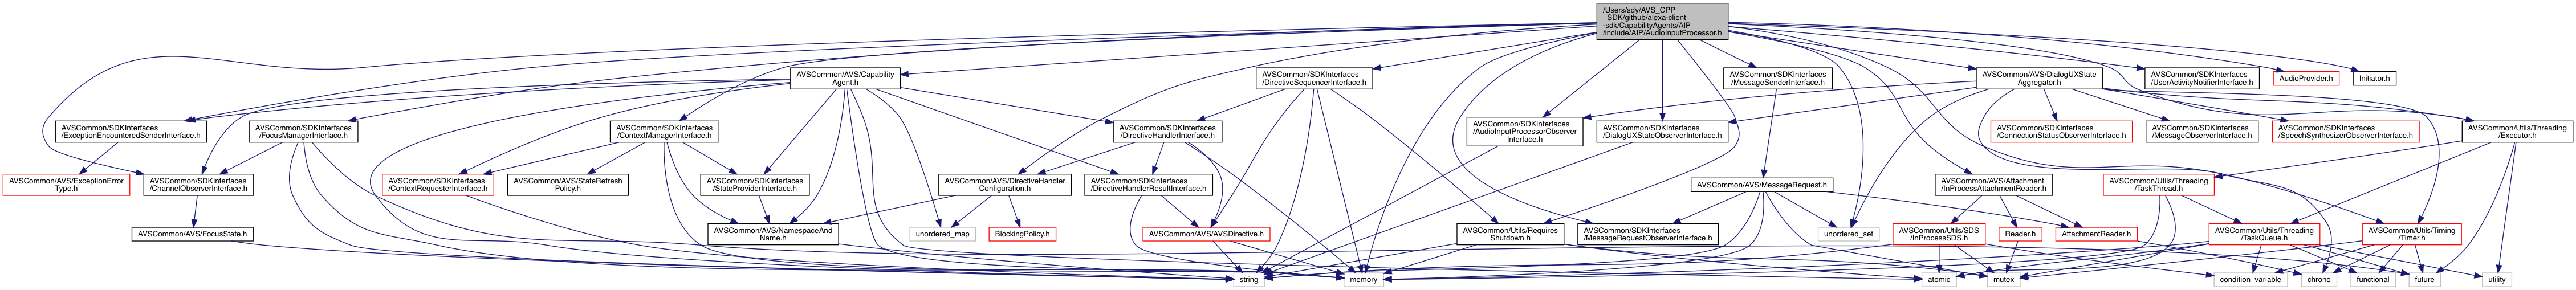 /Users/sdy/AVS_CPP
_SDK/github/alexa-client
-sdk/CapabilityAgents/AIP
/include/AIP/AudioInputProcessor.h
AVSCommon/AVS/Capability
Agent.h
AVSCommon/SDKInterfaces
/DirectiveSequencerInterface.h
AVSCommon/SDKInterfaces
/MessageSenderInterface.h
AVSCommon/AVS/DialogUXState
Aggregator.h
AVSCommon/SDKInterfaces
/UserActivityNotifierInterface.h
AudioProvider.h
Initiator.h
AVSCommon/SDKInterfaces
/ExceptionEncounteredSenderInterface.h
AVSCommon/SDKInterfaces
/FocusManagerInterface.h
AVSCommon/SDKInterfaces
/ContextManagerInterface.h
AVSCommon/SDKInterfaces
/DirectiveHandlerInterface.h
AVSCommon/SDKInterfaces
/AudioInputProcessorObserver
Interface.h
AVSCommon/SDKInterfaces
/DialogUXStateObserverInterface.h
AVSCommon/SDKInterfaces
/ConnectionStatusObserverInterface.h
AVSCommon/SDKInterfaces
/MessageObserverInterface.h
AVSCommon/SDKInterfaces
/SpeechSynthesizerObserverInterface.h
AVSCommon/Utils/Threading
/Executor.h
AVSCommon/AVS/ExceptionError
Type.h
AVSCommon/SDKInterfaces
/ChannelObserverInterface.h
AVSCommon/SDKInterfaces
/ContextRequesterInterface.h
AVSCommon/AVS/StateRefresh
Policy.h
AVSCommon/SDKInterfaces
/StateProviderInterface.h
AVSCommon/AVS/DirectiveHandler
Configuration.h
AVSCommon/SDKInterfaces
/DirectiveHandlerResultInterface.h
AVSCommon/AVS/MessageRequest.h
AVSCommon/AVS/Attachment
/InProcessAttachmentReader.h
AVSCommon/Utils/Threading
/TaskThread.h
AVSCommon/AVS/FocusState.h
AVSCommon/AVS/NamespaceAnd
Name.h
unordered_map
BlockingPolicy.h
AVSCommon/AVS/AVSDirective.h
AVSCommon/Utils/Requires
Shutdown.h
AVSCommon/SDKInterfaces
/MessageRequestObserverInterface.h
unordered_set
AVSCommon/Utils/SDS
/InProcessSDS.h
Reader.h
AttachmentReader.h
AVSCommon/Utils/Threading
/TaskQueue.h
AVSCommon/Utils/Timing
/Timer.h
string
memory
atomic
mutex
condition_variable
chrono
functional
future
utility